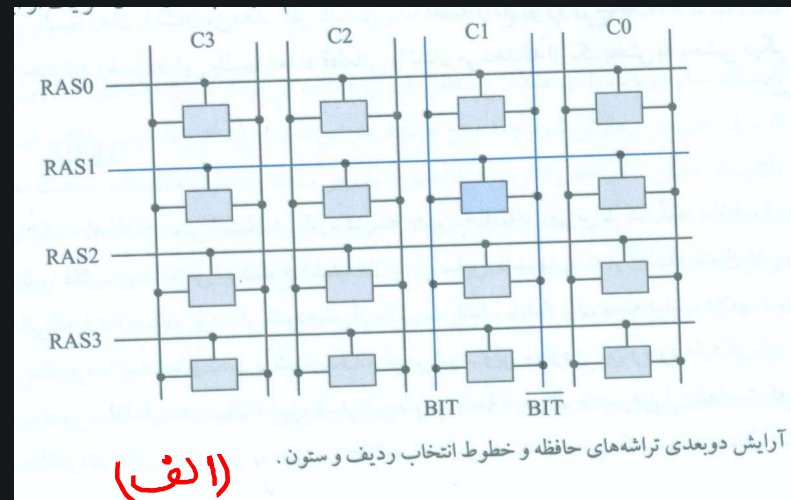 C3 C2 C1 C0
RAS0
RAS1
RAS2
RAS3
BIT B̅I̅T̅
آرایش دوبعدی تراشه‌های حافظه و خطوط انتخاب ردیف و ستون .
(الف)